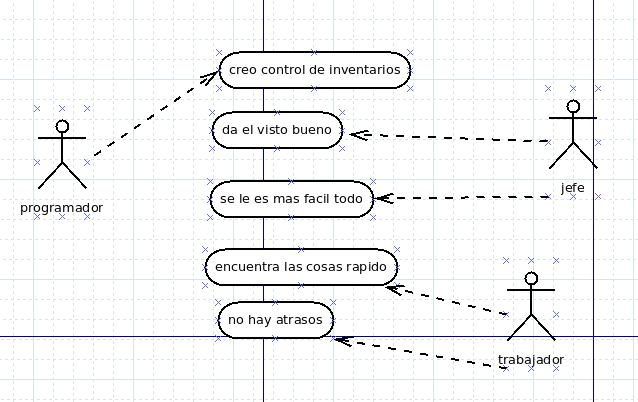 creo control de inventarios
da el visto bueno
jefe
se le es mas facil todo
programador
encuentra las cosas rapido
no hay atrasos
trabajador